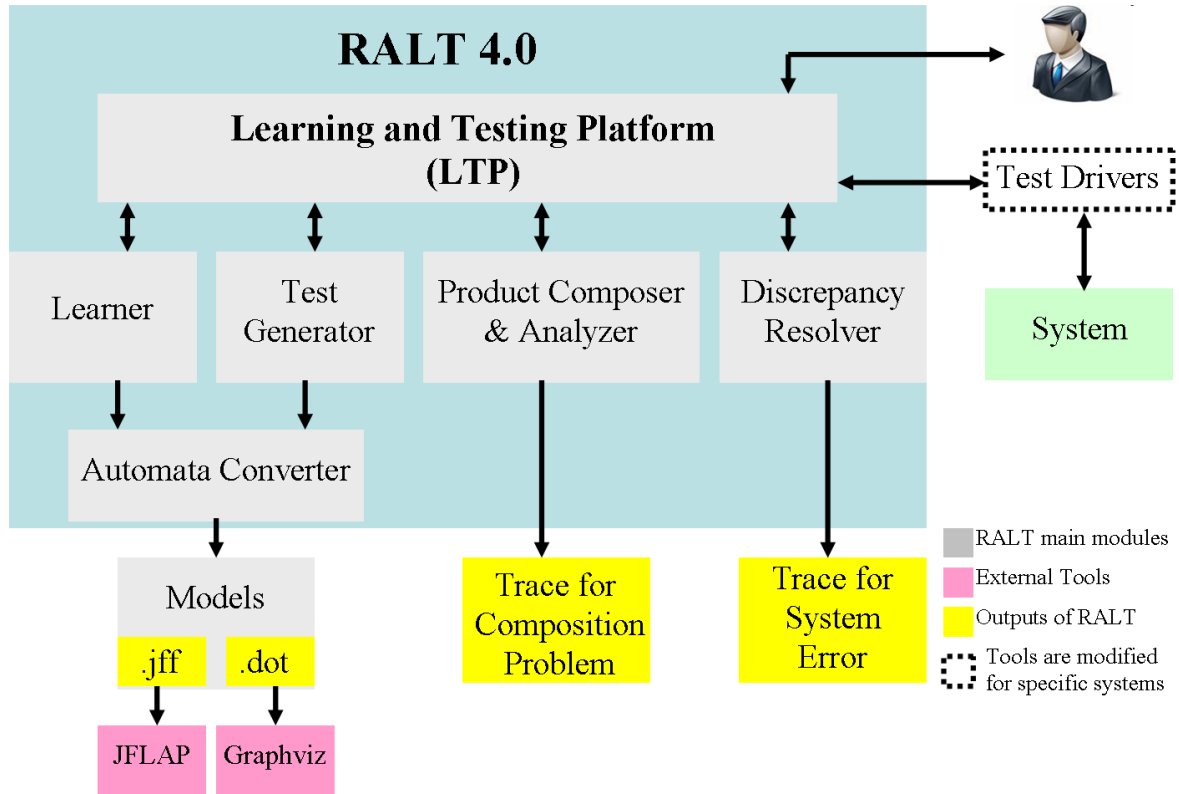 RALT 4.0
Learning and Testing Platform
(LTP)
Test Drivers
Learner
Test
Generator
Product Composer
& Analyzer
Discrepancy
Resolver
System
Automata Converter
Models
.jff
.dot
Trace for
Composition
Problem
Trace for
System
Error
RALT main modules
External Tools
Outputs of RALT
Tools are modified
for specific systems
JFLAP
Graphviz